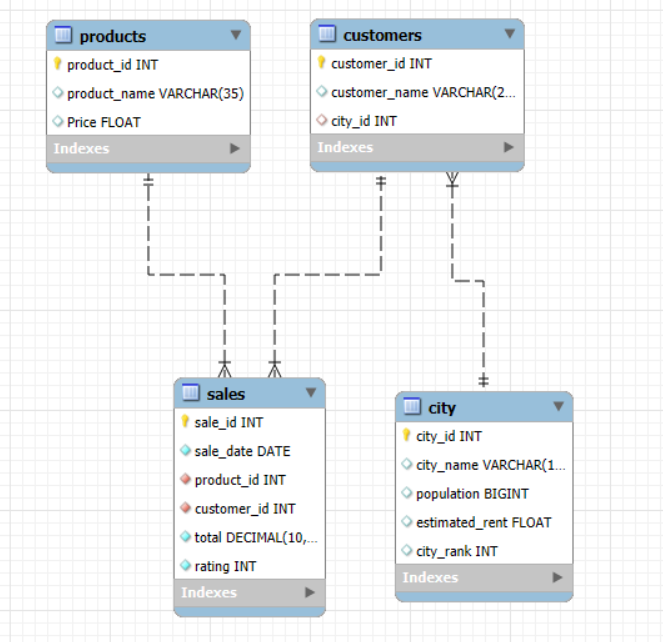 products
product_id INT
product_name VARCHAR(35)
Price FLOAT
Indexes
customers
customer_id INT
customer_name VARCHAR(2...
city_id INT
Indexes
sales
sale_id INT
sale_date DATE
product_id INT
customer_id INT
total DECIMAL(10,...
rating INT
Indexes
city
city_id INT
city_name VARCHAR(1...
population BIGINT
estimated_rent FLOAT
city_rank INT
Indexes